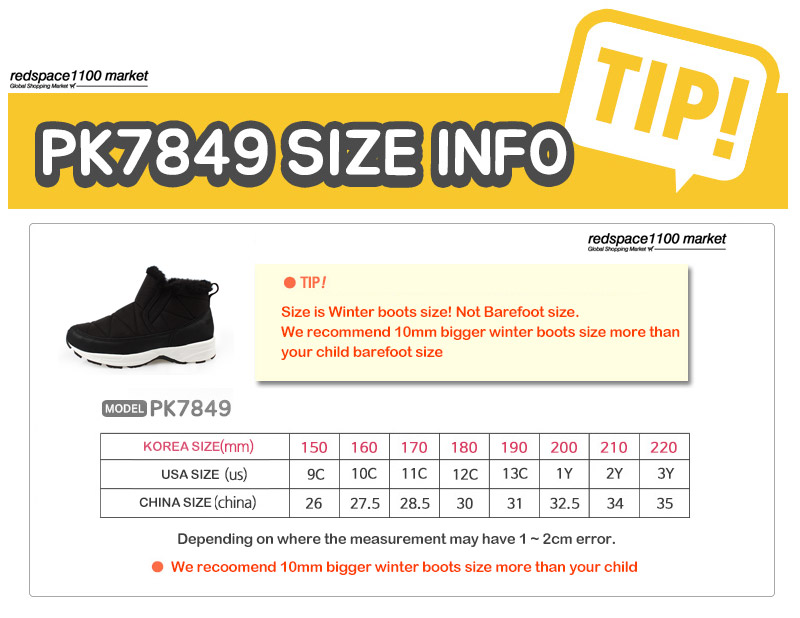 redspace1100 market
Global Shopping Market
TIP!
PK7849 SIZE INFO
redspace1100 market
Global Shopping Market
TIP!
Size is Winter boots size! Not Barefoot size.
We recommend 10mm bigger winter boots size more than
your child barefoot size
MODEL PK7849
KOREA SIZE(mm) 150 160 170 180 190 200 210 220
USA SIZE (us) 9C 10C 11C 12C 13C 1Y 2Y 3Y
CHINA SIZE (china) 26 27.5 28.5 30 31 32.5 34 35
Depending on where the measurement may have 1 ~ 2cm error.
We recoomend 10mm bigger winter boots size more than your child